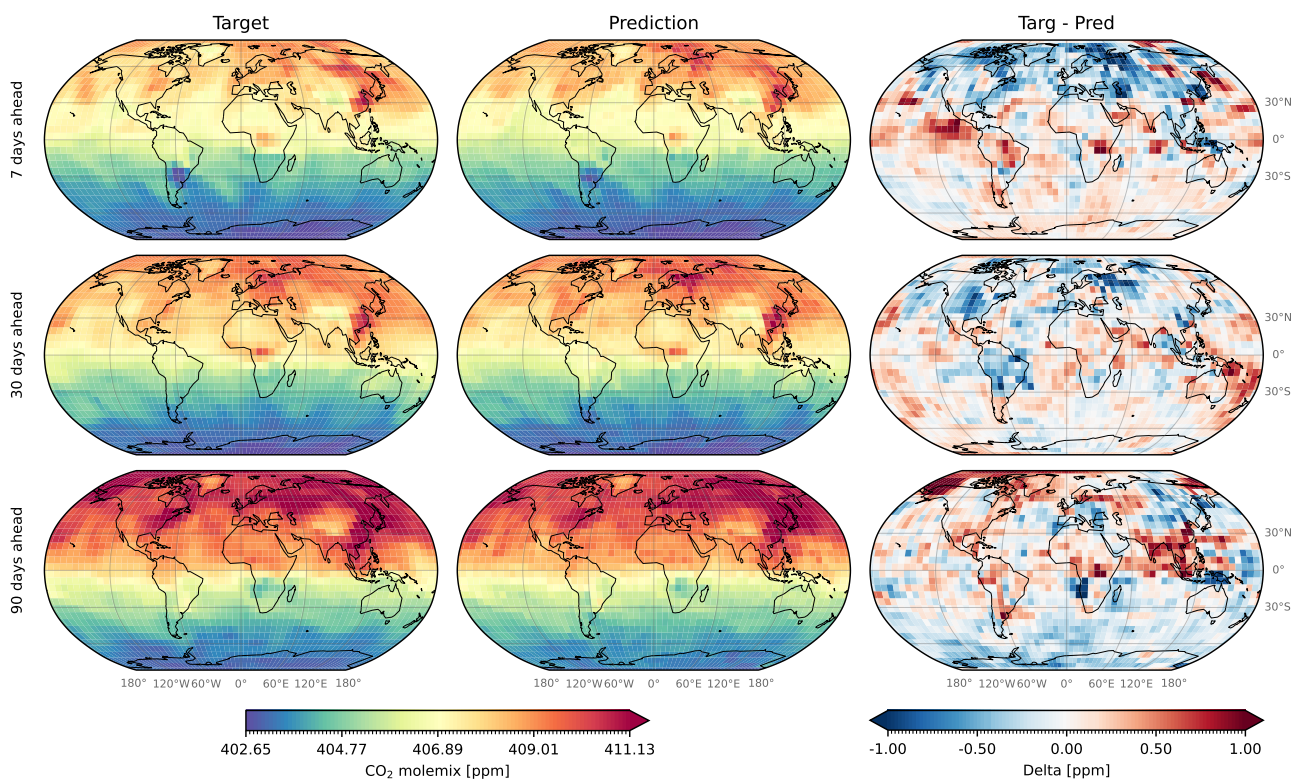 Target Prediction Targ - Pred
7 days ahead
30°N
0°
30°S
30 days ahead
30°N
0°
30°S
90 days ahead
30°N
0°
30°S
180° 120°W 60°W 0° 60°E 120°E 180° 180° 120°W 60°W 0° 60°E 120°E 180° 180° 120°W 60°W 0° 60°E 120°E 180°
402.65 404.77 406.89 409.01 411.13 -1.00 -0.50 0.00 0.50 1.00
CO₂ molemix [ppm] Delta [ppm]